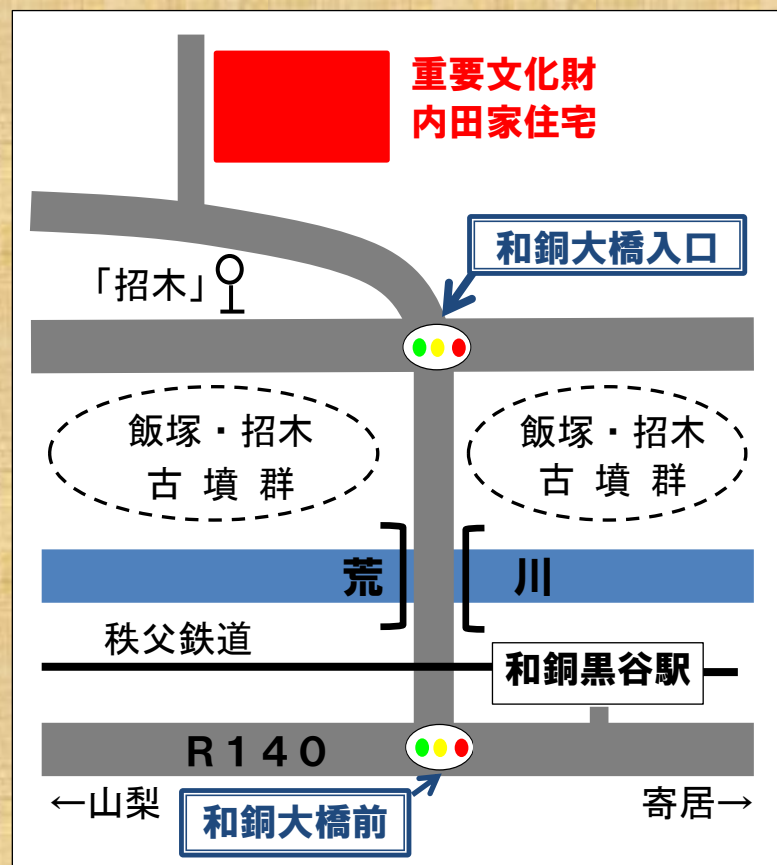 重要文化財
内田家住宅
和銅大橋入口
「招木」
飯塚・招木
古墳群
飯塚・招木
古墳群
荒川
秩父鉄道
和銅黒谷駅
R140
←山梨
和銅大橋前
寄居→